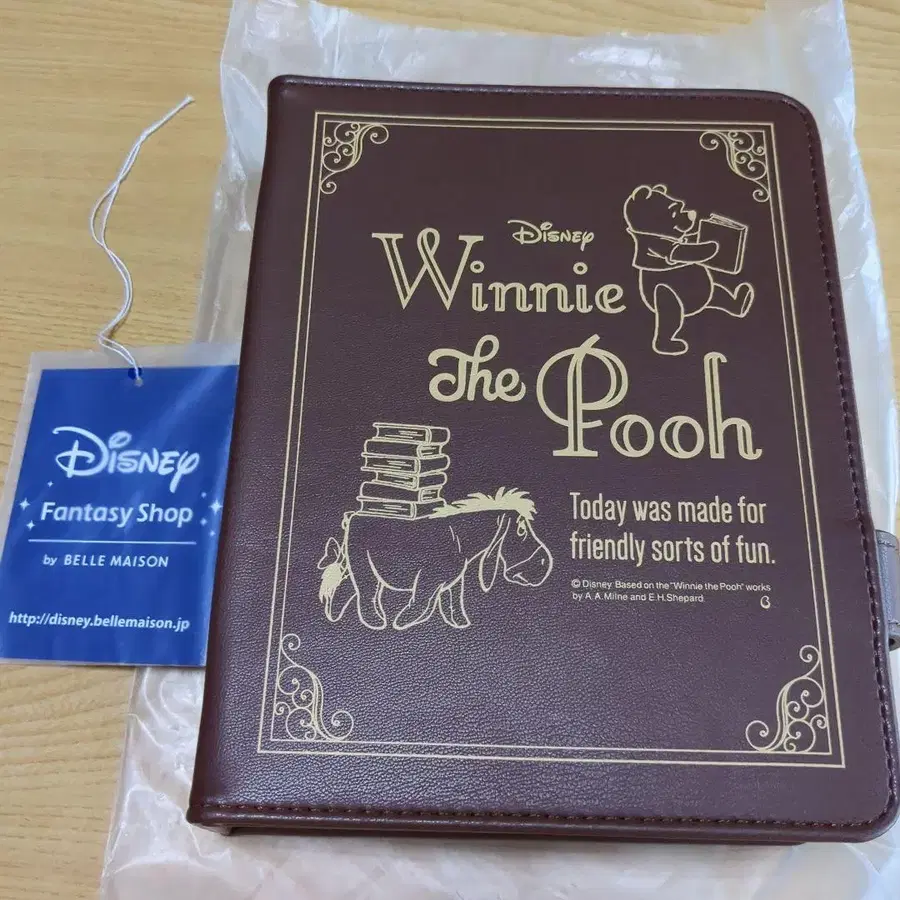 Disney
Winnie
The Pooh
Today was made for
friendly sorts of fun.
© Disney. Based on the "Winnie the Pooh" works
by A.A.Milne and E.H.Shepard.
Disney
Fantasy Shop
by BELLE MAISON
http://disney.bellemaison.jp